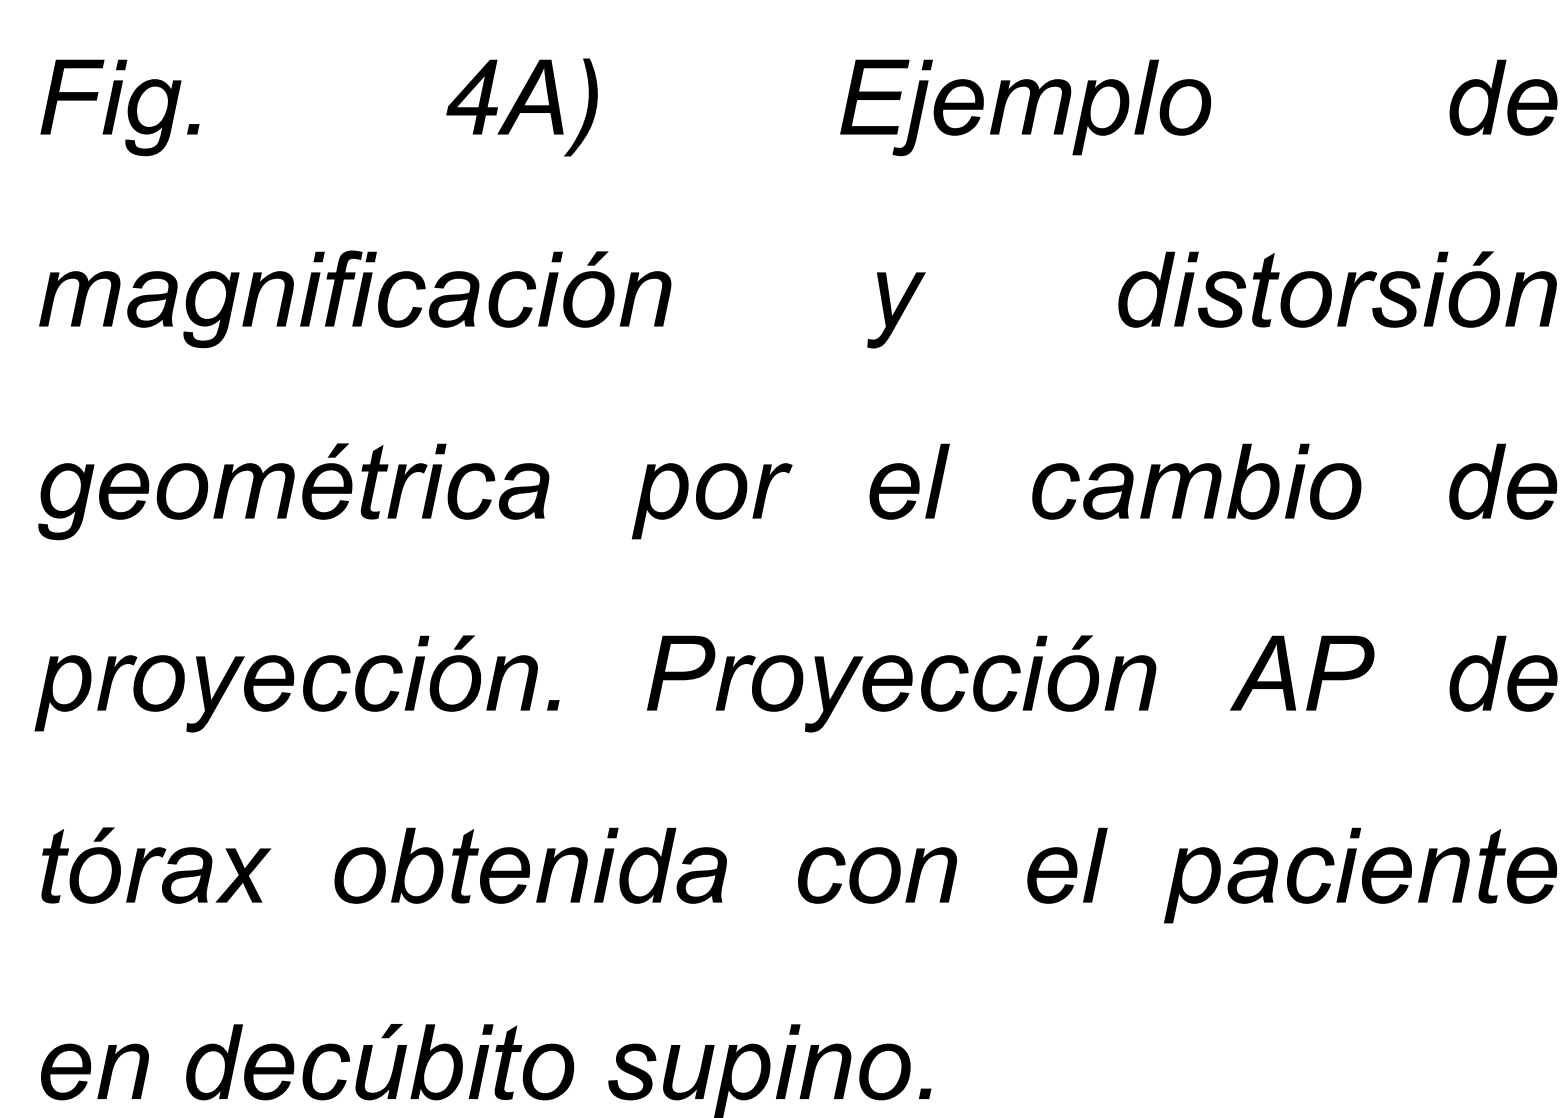 Fig. 4A) Ejemplo de
magnificación y distorsión
geométrica por el cambio de
proyección. Proyección AP de
tórax obtenida con el paciente
en decúbito supino.